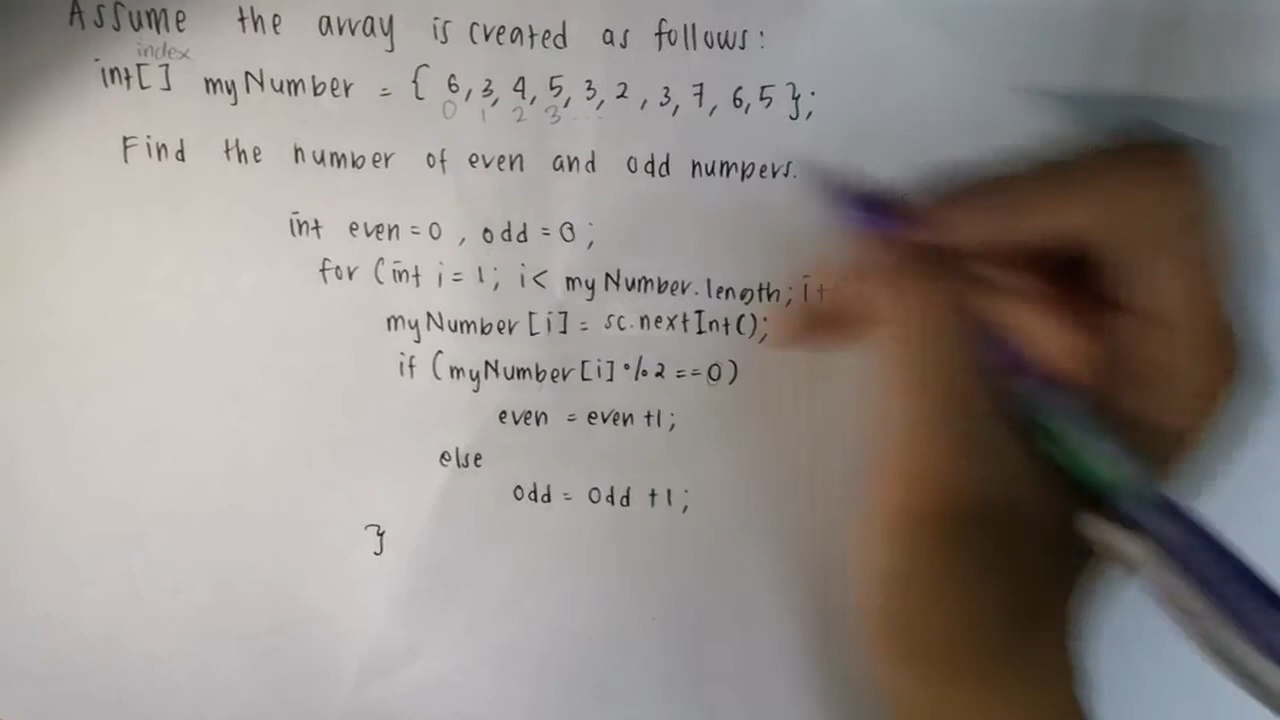 Assume the array is created as follows:
index
int[] myNumber = { 6, 3, 4, 5, 3, 2, 3, 7, 6, 5 };
0 1 2 3 ...
Find the number of even and odd numbers.
int even = 0 , odd = 0 ;
for (int i = 1; i < myNumber.length; i+
myNumber [i] = sc.nextInt();
if (myNumber[i] % 2 == 0)
even = even +1;
else
odd = odd +1;
}